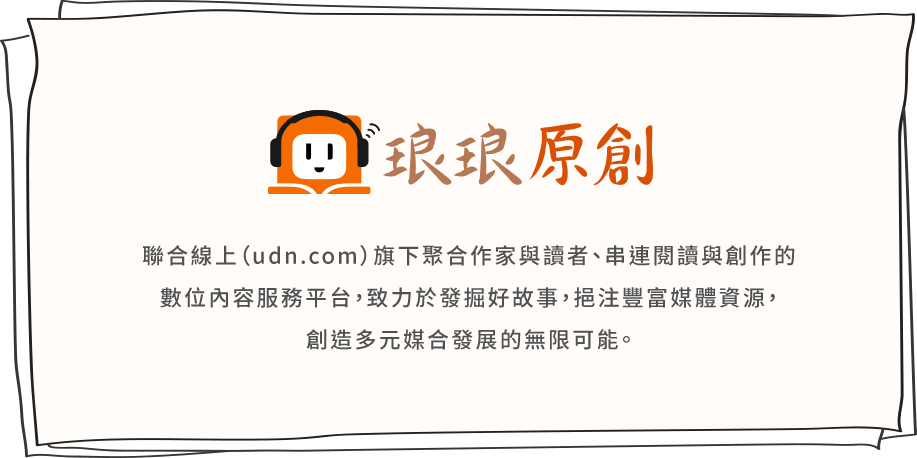 琅琅原創
聯合線上（udn.com）旗下聚合作家與讀者、串連閱讀與創作的
數位內容服務平台，致力於發掘好故事，挹注豐富媒體資源，
創造多元媒合發展的無限可能。